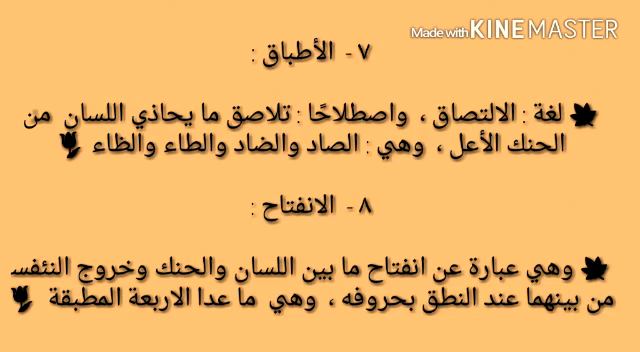 Made with KINEMASTER
٧ - الأطباق :
لغة : الالتصاق ، واصطلاحًا : تلاصق ما يحاذي اللسان من
الحنك الأعل ، وهي : الصاد والضاد والطاء والظاء
٨ - الانفتاح :
وهي عبارة عن انفتاح ما بين اللسان والحنك وخروج النئفس
من بينهما عند النطق بحروفه ، وهي ما عدا الاربعة المطبقة